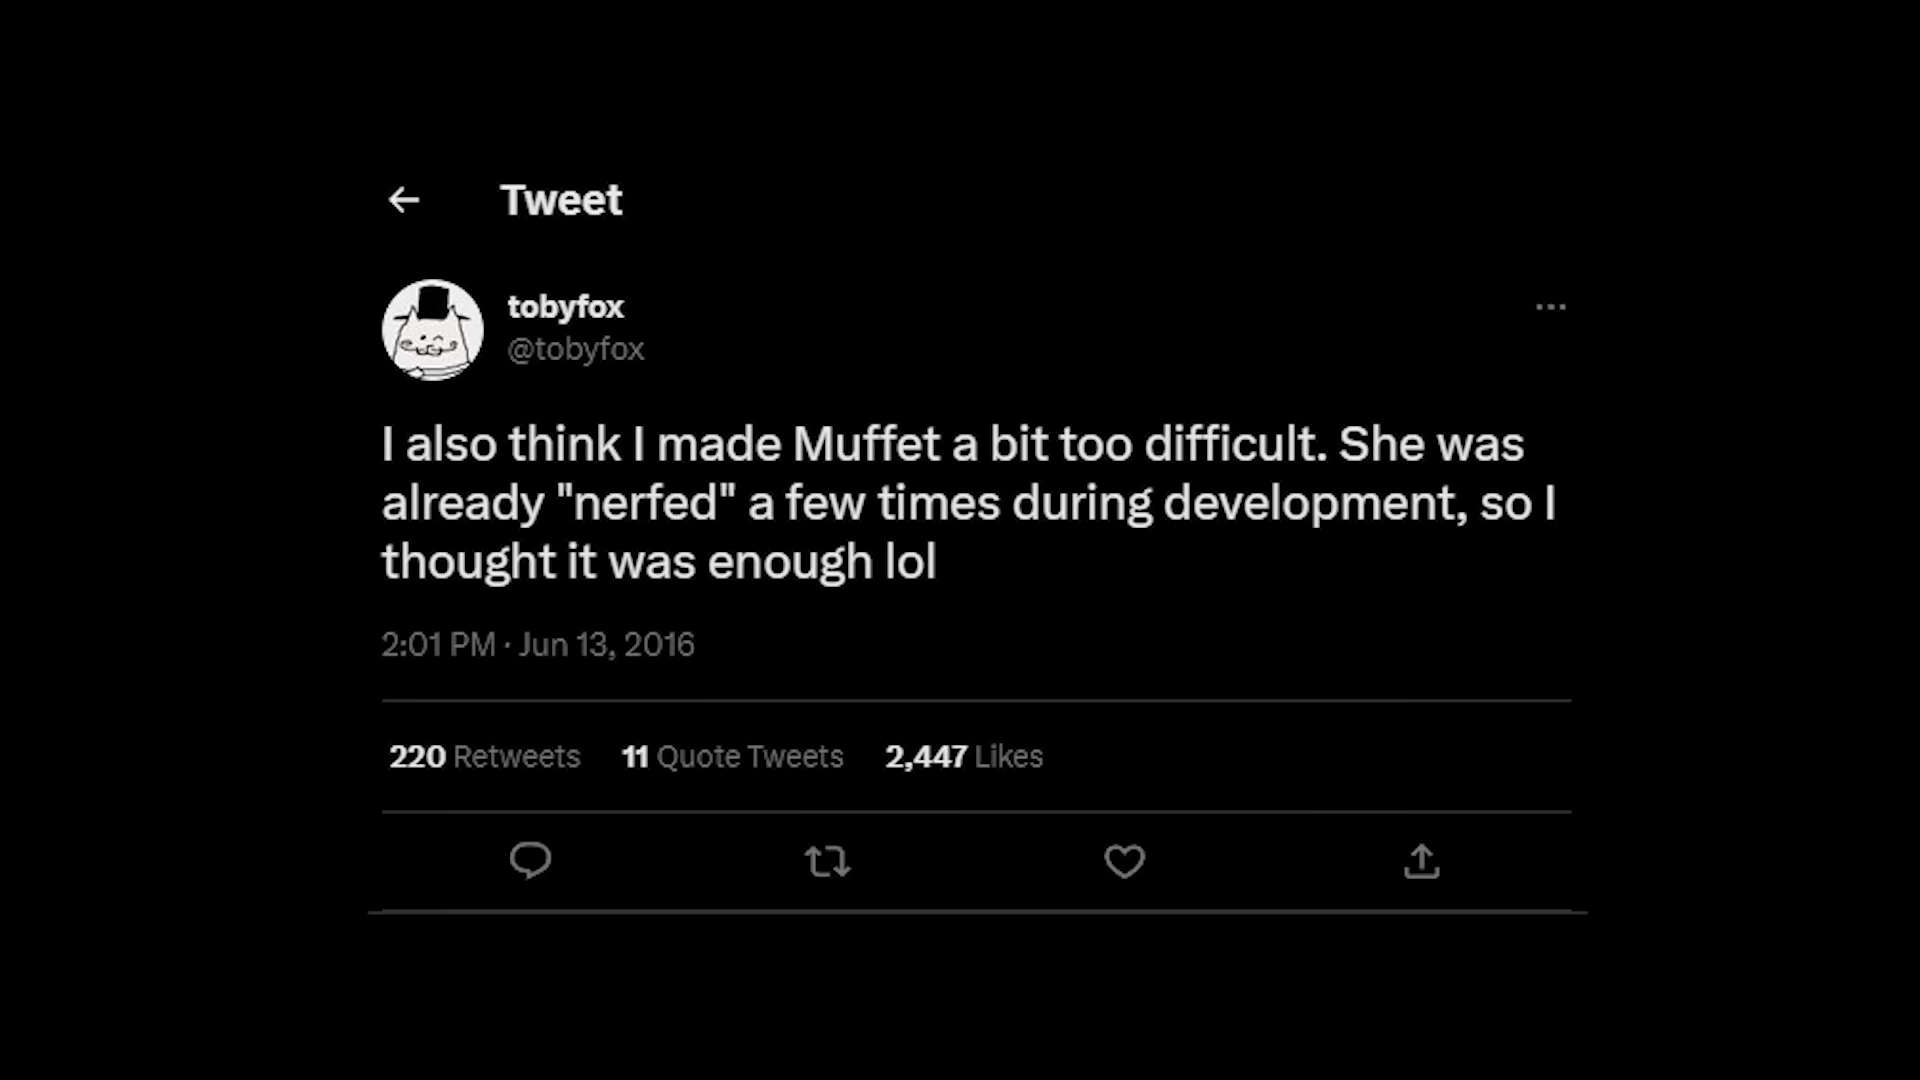 Tweet
tobyfox
@tobyfox
I also think I made Muffet a bit too difficult. She was
already "nerfed" a few times during development, so I
thought it was enough lol
2:01 PM · Jun 13, 2016
220 Retweets 11 Quote Tweets 2,447 Likes